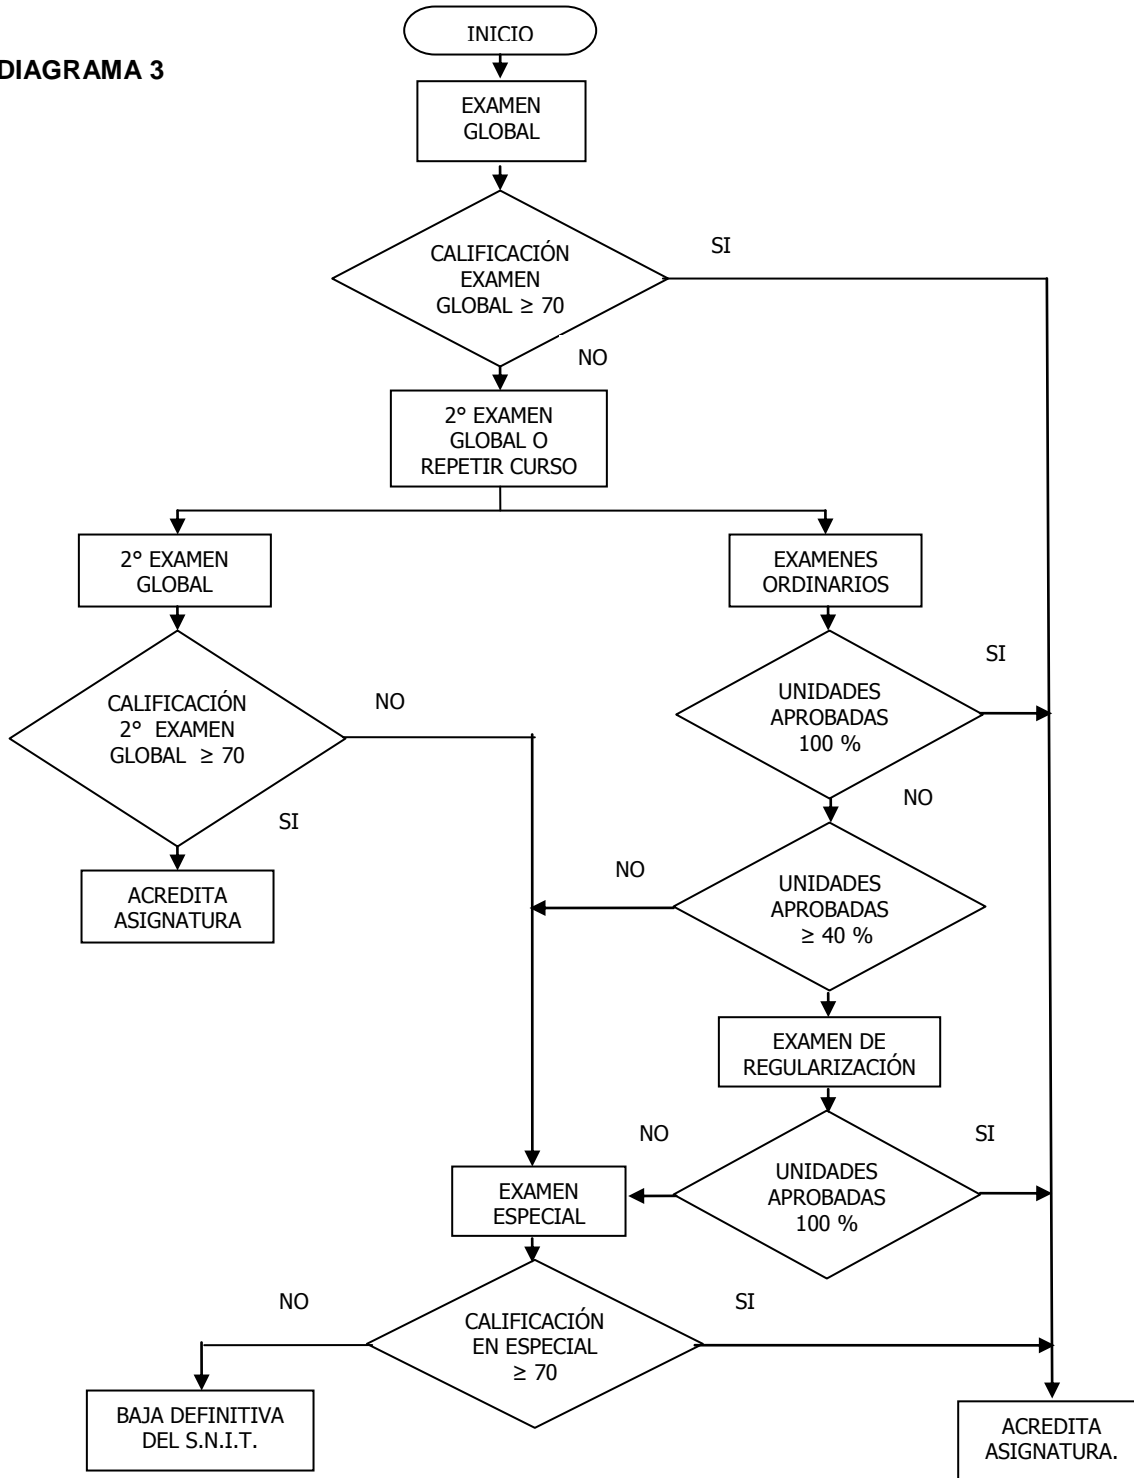 INICIO
DIAGRAMA 3
EXAMEN
GLOBAL
CALIFICACIÓN
EXAMEN
GLOBAL ≥ 70
SI
NO
2° EXAMEN
GLOBAL O
REPETIR CURSO
2° EXAMEN
GLOBAL
EXAMENES
ORDINARIOS
CALIFICACIÓN
2° EXAMEN
GLOBAL ≥ 70
NO
SI
UNIDADES
APROBADAS
100 %
SI
NO
ACREDITA
ASIGNATURA
NO
UNIDADES
APROBADAS
≥ 40 %
EXAMEN DE
REGULARIZACIÓN
NO
SI
UNIDADES
APROBADAS
100 %
EXAMEN
ESPECIAL
NO
SI
CALIFICACIÓN
EN ESPECIAL
≥ 70
BAJA DEFINITIVA
DEL S.N.I.T.
ACREDITA
ASIGNATURA.